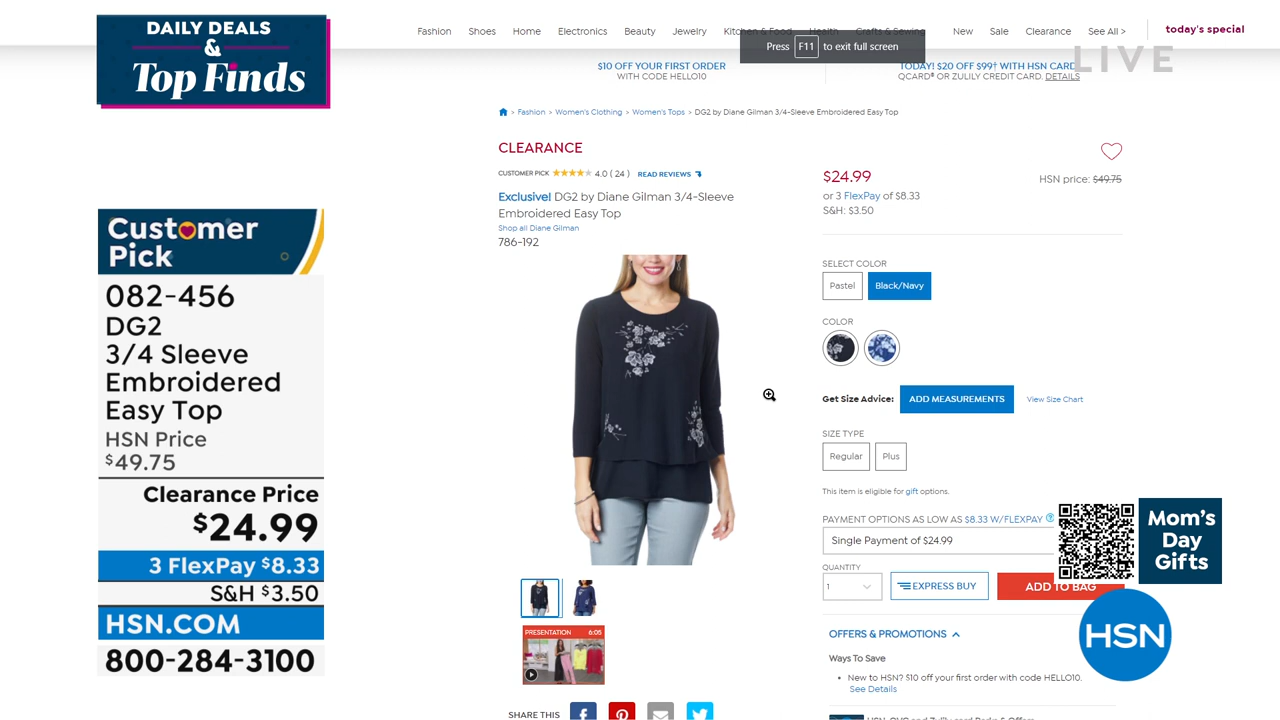 DAILY DEALS
&
Top Finds
Fashion Shoes Home Electronics Beauty Jewelry Kitchen & Food Health Crafts & Sewing New Sale Clearance See All >
today's special
Press F11 to exit full screen
LIVE
$10 OFF YOUR FIRST ORDER
WITH CODE HELLO10
TODAY! $20 OFF $99† WITH HSN CARD
QCARD® OR ZULILY CREDIT CARD. DETAILS
> Fashion > Women's Clothing > Women's Tops > DG2 by Diane Gilman 3/4-Sleeve Embroidered Easy Top
CLEARANCE
CUSTOMER PICK 4.0 ( 24 ) READ REVIEWS
Exclusive! DG2 by Diane Gilman 3/4-Sleeve
Embroidered Easy Top
Shop all Diane Gilman
786-192
$24.99
HSN price: $49.75
or 3 FlexPay of $8.33
S&H: $3.50
SELECT COLOR
Pastel Black/Navy
COLOR
Get Size Advice: ADD MEASUREMENTS View Size Chart
SIZE TYPE
Regular Plus
This item is eligible for gift options.
PAYMENT OPTIONS AS LOW AS $8.33 W/FLEXPAY ?
Single Payment of $24.99
QUANTITY
1
EXPRESS BUY
ADD TO BAG
OFFERS & PROMOTIONS
Ways To Save
• New to HSN? $10 off your first order with code HELLO10.
See Details
PRESENTATION 6:05
SHARE THIS
Customer
Pick
082-456
DG2
3/4 Sleeve
Embroidered
Easy Top
HSN Price
$49.75
Clearance Price
$24.99
3 FlexPay $8.33
S&H $3.50
HSN.COM
800-284-3100
Mom's
Day
Gifts
HSN